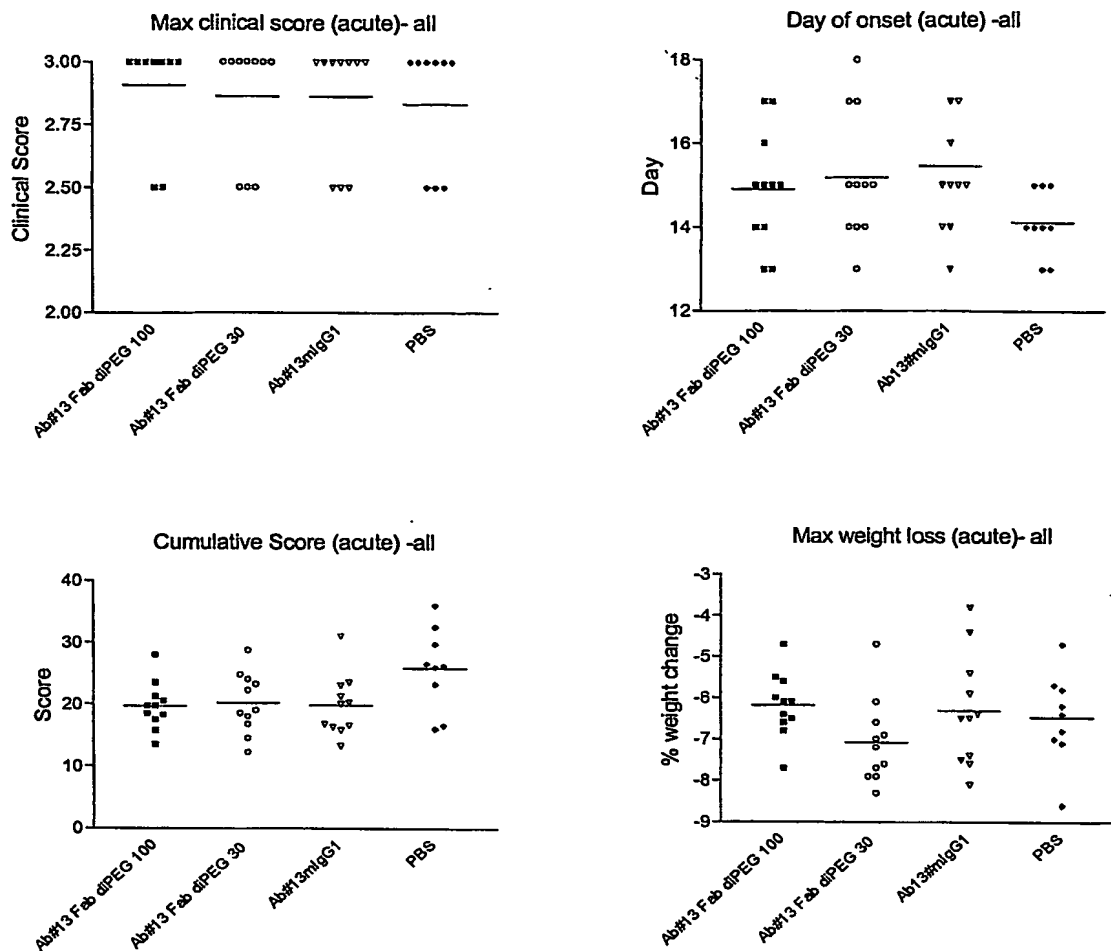 Max clinical score (acute)- all
Clinical Score
3.00
2.75
2.50
2.25
2.00
Ab#13 Fab diPEG 100
Ab#13 Fab diPEG 30
Ab#13mIgG1
PBS
Day of onset (acute) -all
Day
18
16
14
12
Ab#13 Fab diPEG 100
Ab#13 Fab diPEG 30
Ab13#mIgG1
PBS
Cumulative Score (acute) -all
Score
40
30
20
10
0
Ab#13 Fab diPEG 100
Ab#13 Fab diPEG 30
Ab#13mIgG1
PBS
Max weight loss (acute)- all
% weight change
-3
-4
-5
-6
-7
-8
-9
Ab#13 Fab diPEG 100
Ab#13 Fab diPEG 30
Ab13#mIgG1
PBS